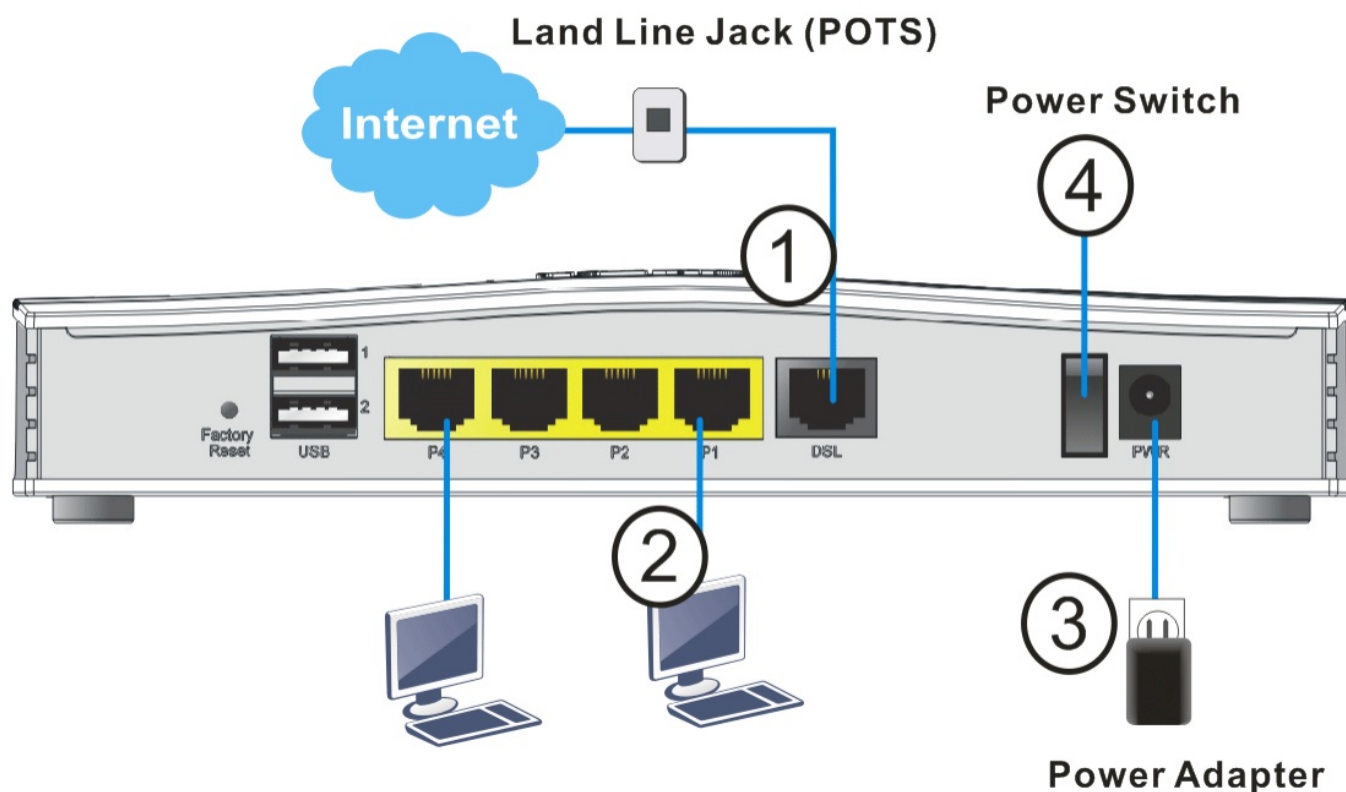 Land Line Jack (POTS)
Internet
Power Switch
4
1
1
2
Factory
Reset
USB
P4
P3
P2
P1
DSL
PWR
2
3
Power Adapter